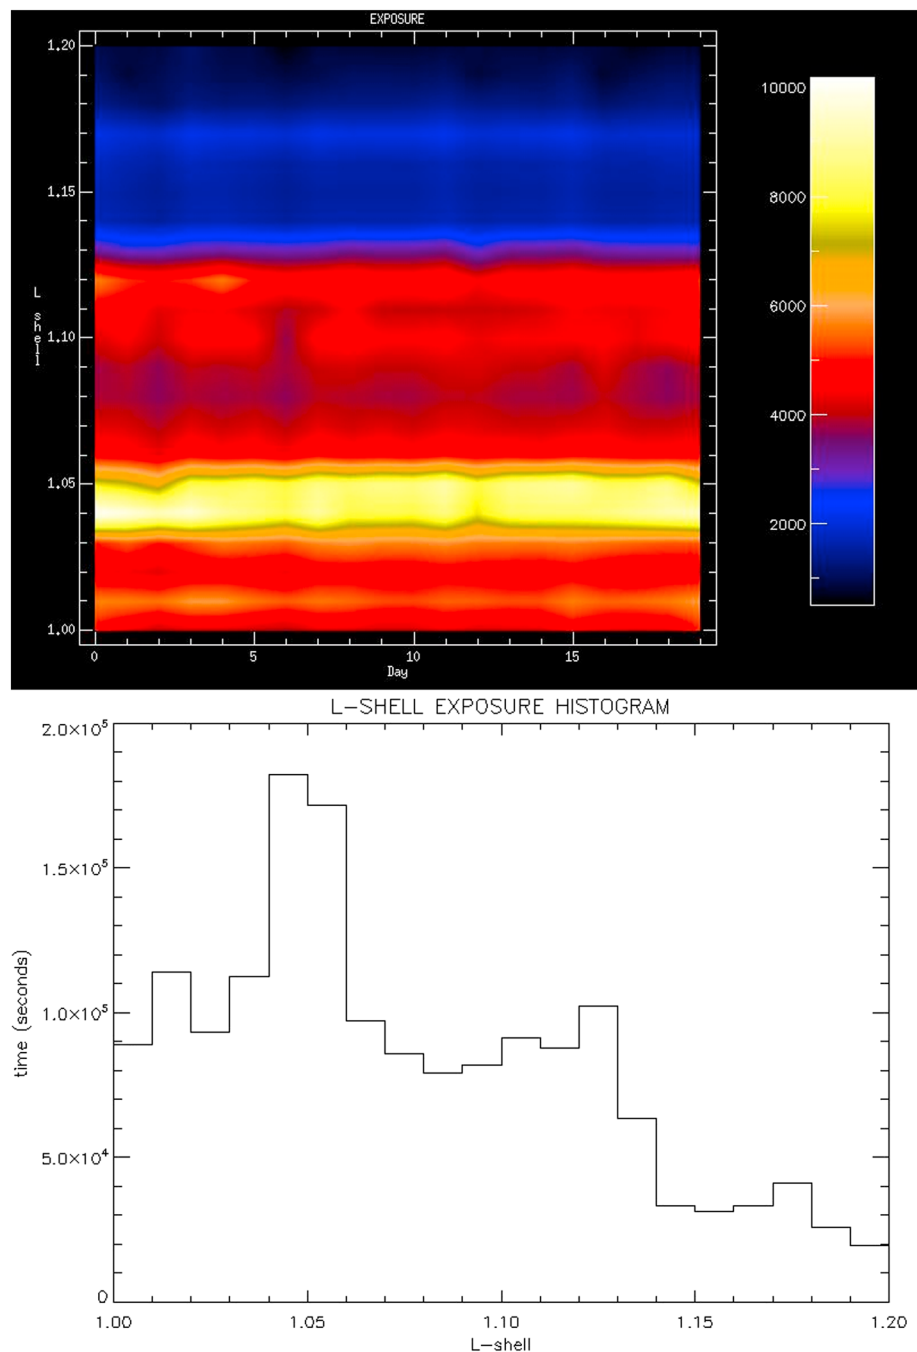 EXPOSURE
1.20
1.15
1.10
1.05
1.00
L shell
0 5 10 15
Day
10000
8000
6000
4000
2000
L-SHELL EXPOSURE HISTOGRAM
2.0×10⁵
1.5×10⁵
1.0×10⁵
5.0×10⁴
0
time (seconds)
1.00 1.05 1.10 1.15 1.20
L-shell